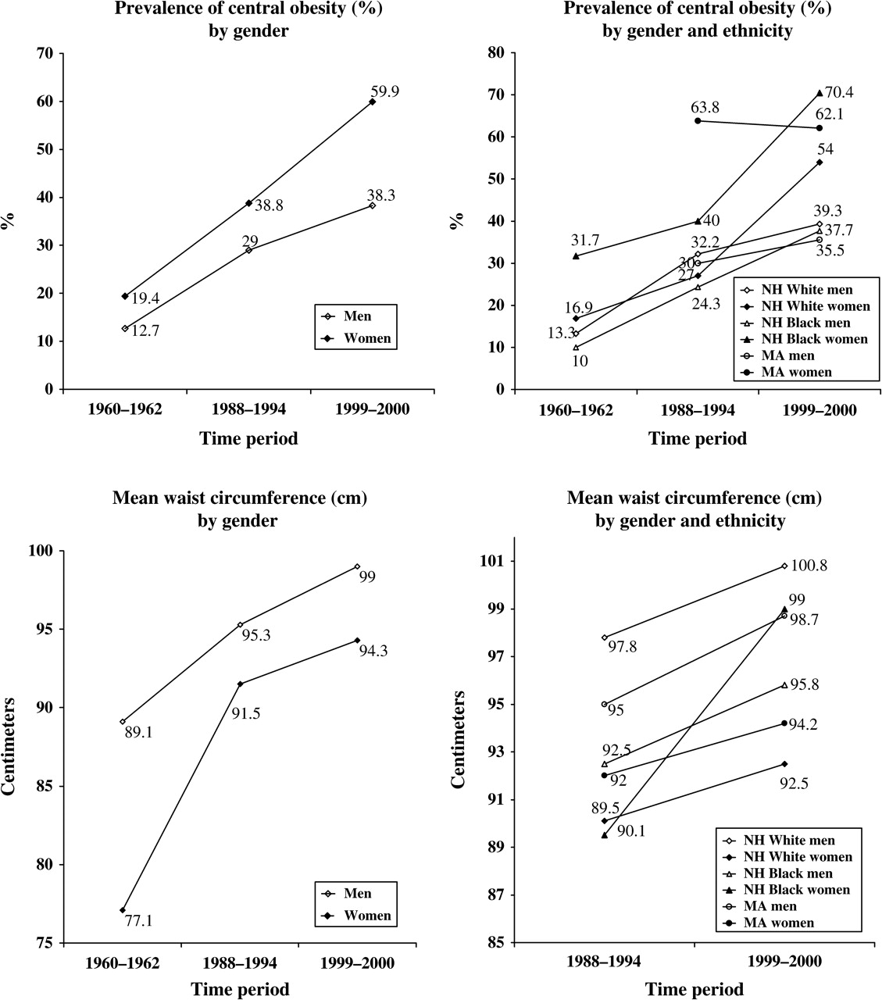 Prevalence of central obesity (%)
by gender
70
60
50
40
30
20
10
0
%
59.9
38.8
38.3
29
19.4
12.7
Men
Women
1960–1962
1988–1994
1999–2000
Time period
Prevalence of central obesity (%)
by gender and ethnicity
80
70
60
50
40
30
20
10
0
%
70.4
63.8
62.1
54
40
39.3
37.7
35.5
31.7
32.2
30
27
24.3
16.9
13.3
10
NH White men
NH White women
NH Black men
NH Black women
MA men
MA women
1960–1962
1988–1994
1999–2000
Time period
Mean waist circumference (cm)
by gender
100
95
90
85
80
75
Centimeters
99
95.3
94.3
91.5
89.1
77.1
Men
Women
1960–1962
1988–1994
1999–2000
Time period
Mean waist circumference (cm)
by gender and ethnicity
101
99
97
95
93
91
89
87
85
Centimeters
100.8
99
98.7
97.8
95.8
95
94.2
92.5
92
92.5
89.5
90.1
NH White men
NH White women
NH Black men
NH Black women
MA men
MA women
1988–1994
1999–2000
Time period